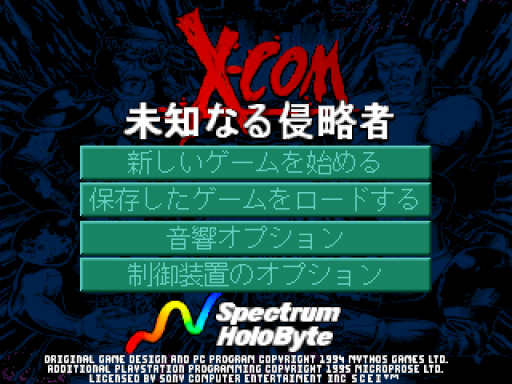 X-COM
未知なる侵略者
新しいゲームを始める
保存したゲームをロードする
音響オプション
制御装置のオプション
Spectrum
HoloByte
ORIGINAL GAME DESIGN AND PC PROGRAM COPYRIGHT 1994 MYTHOS GAMES LTD.
ADDITIONAL PLAYSTATION PROGRAMMING COPYRIGHT 1995 MICROPROSE LTD.
LICENSED BY SONY COMPUTER ENTERTAIMENT INC SCEI™